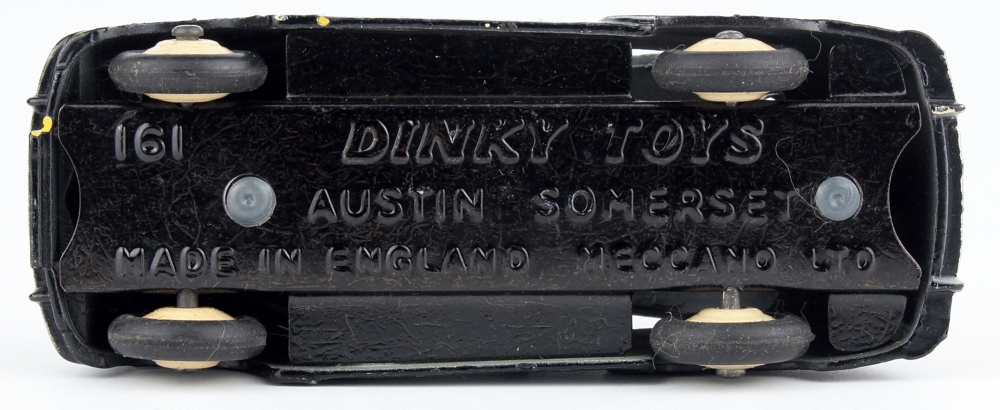 161 DINKY TOYS
AUSTIN SOMERSET
MADE IN ENGLAND MECCANO LTD